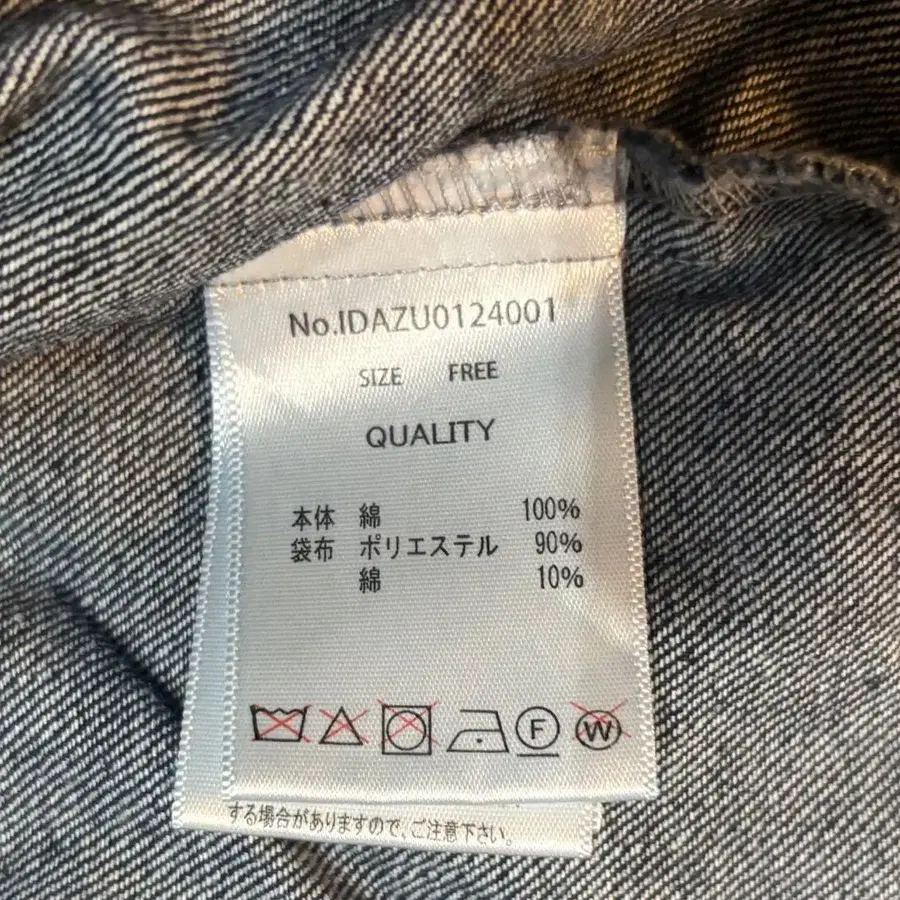 No.IDAZU0124001
SIZE FREE
QUALITY
本体 綿 100%
袋布 ポリエステル 90%
綿 10%
F W
する場合がありますので、ご注意下さい。